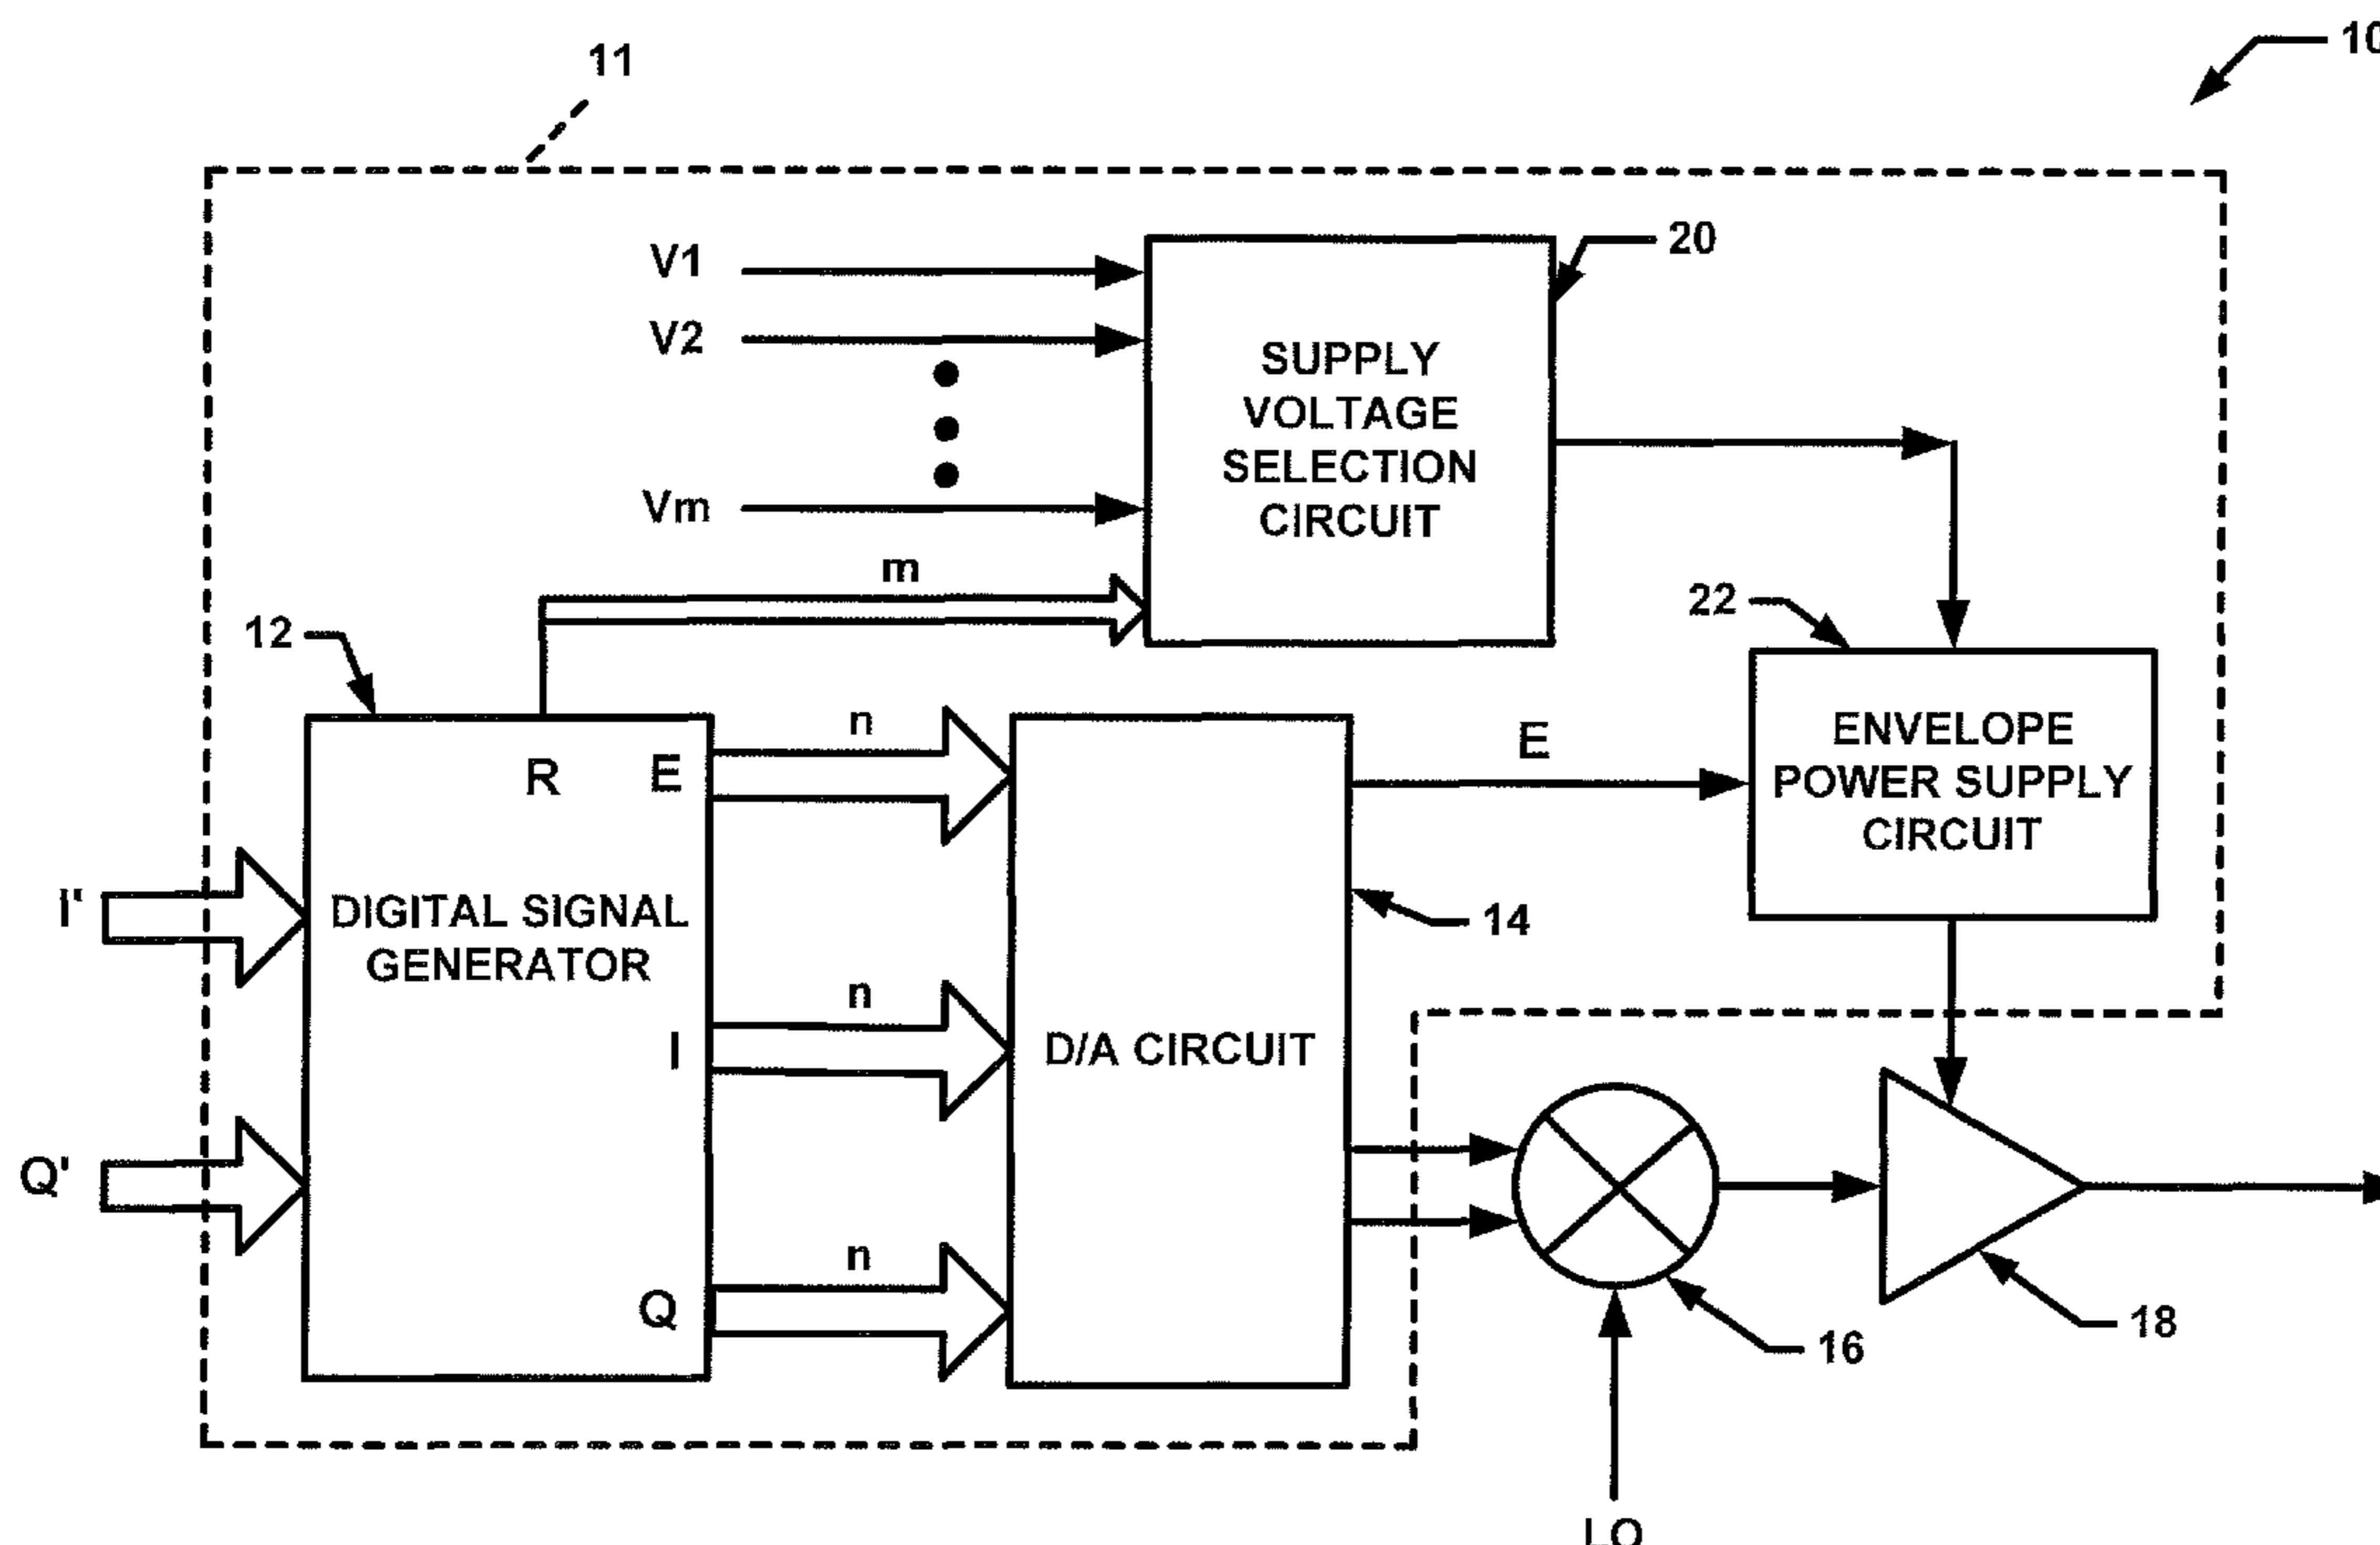 10
11
V1
V2
Vm
m
20
SUPPLY
VOLTAGE
SELECTION
CIRCUIT
22
12
ENVELOPE
POWER SUPPLY
CIRCUIT
R
E
n
E
I'
DIGITAL SIGNAL
GENERATOR
14
n
I
D/A CIRCUIT
Q'
n
Q
16
18
LO